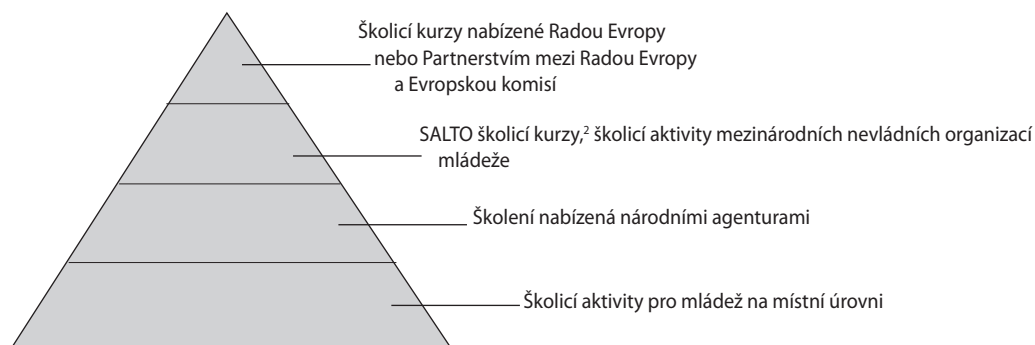 Školicí kurzy nabízené Radou Evropy
nebo Partnerstvím mezi Radou Evropy
a Evropskou komisí
SALTO školicí kurzy,² školicí aktivity mezinárodních nevládních organizací
mládeže
Školení nabízená národními agenturami
Školicí aktivity pro mládež na místní úrovni